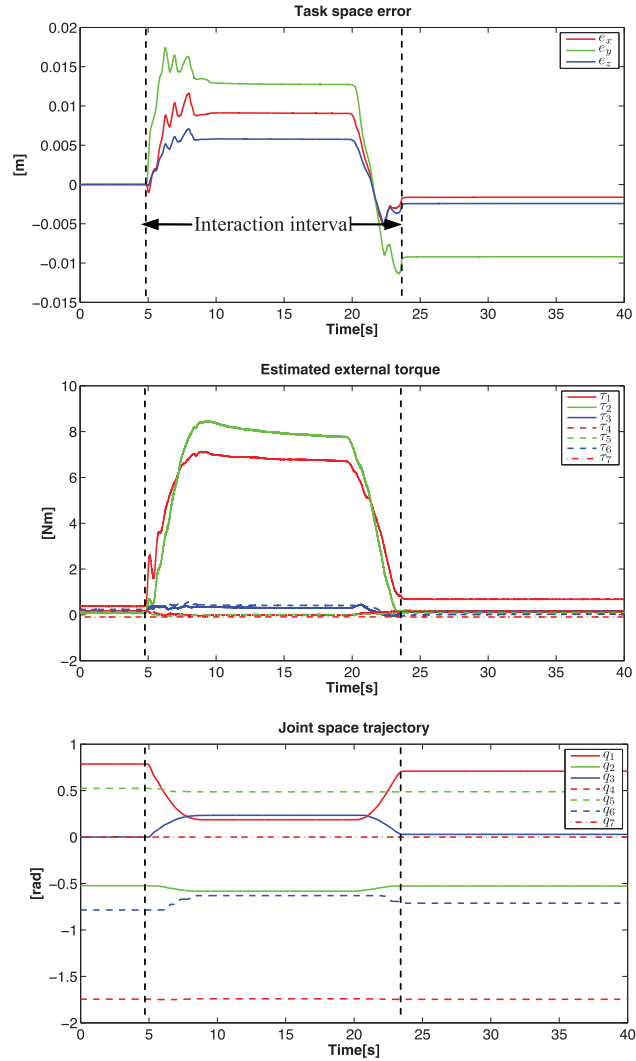 Task space error
0.02
0.015
0.01
0.005
0
−0.005
−0.01
−0.015
[m]
e_x
e_y
e_z
Interaction interval
0 5 10 15 20 25 30 35 40
Time[s]
Estimated external torque
10
8
6
4
2
0
−2
[Nm]
τ_1
τ_2
τ_3
τ_4
τ_5
τ_6
τ_7
0 5 10 15 20 25 30 35 40
Time[s]
Joint space trajectory
1
0.5
0
−0.5
−1
−1.5
−2
[rad]
q_1
q_2
q_3
q_4
q_5
q_6
q_7
0 5 10 15 20 25 30 35 40
Time[s]